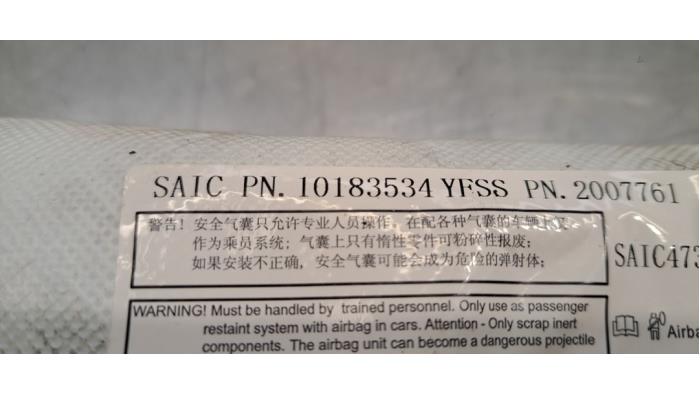 SAIC PN. 10183534 YFSS PN. 2007761
警告！安全气囊只允许专业人员操作，在配各种气囊的车辆上又
作为乘员系统；气囊上只有惰性零件可粉碎性报废；
如果安装不正确，安全气囊可能会成为危险的弹射体；
SAIC473
WARNING! Must be handled by trained personnel. Only use as passenger
restaint system with airbag in cars. Attention - Only scrap inert
components. The airbag unit can become a dangerous projectile
Airba